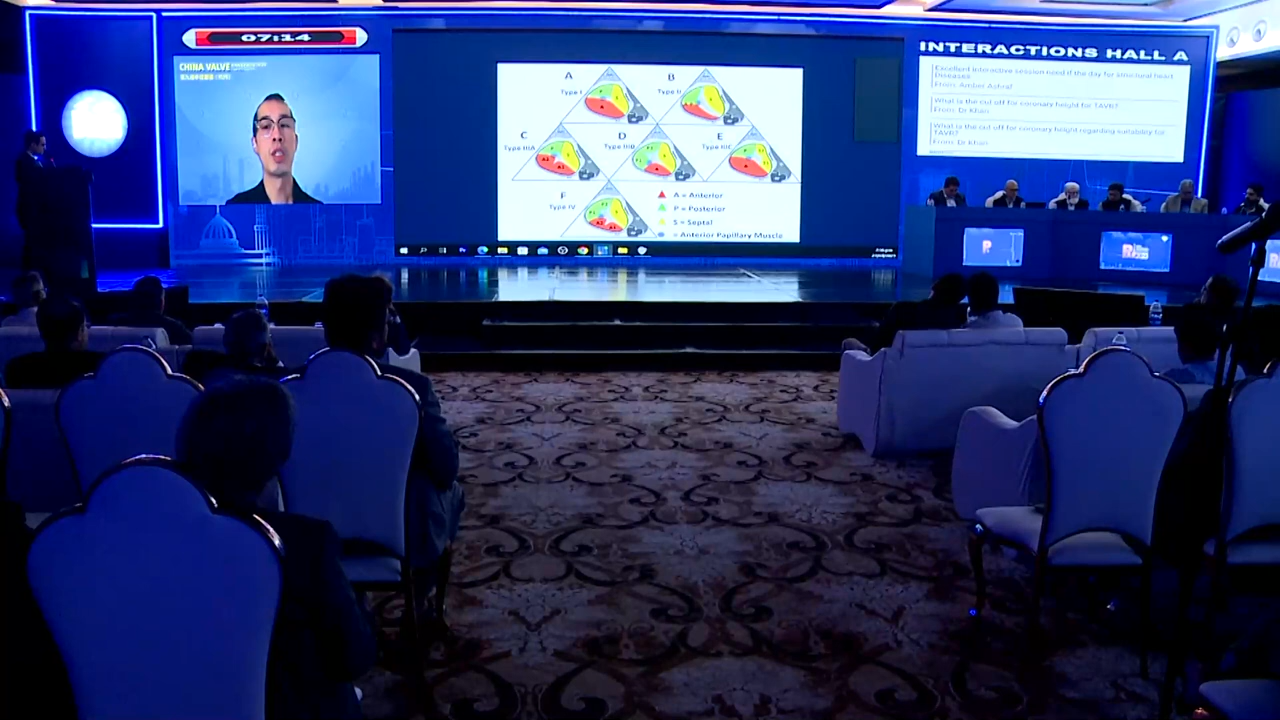 07:14
CHINA VALVE
INTERACTIONS HALL A
Excellent Interactive session need if the day for structural heart
Diseases
From: Amber Ashraf
What is the cut off for coronary height for TAVR?
From: Dr Khan
What is the cut off for coronary height regarding suitability for
TAVR?
From: Dr Khan
A
Type I
B
Type II
C
Type IIIA
D
Type IIIB
E
Type IIIC
F
Type IV
A = Anterior
P = Posterior
S = Septal
= Anterior Papillary Muscle